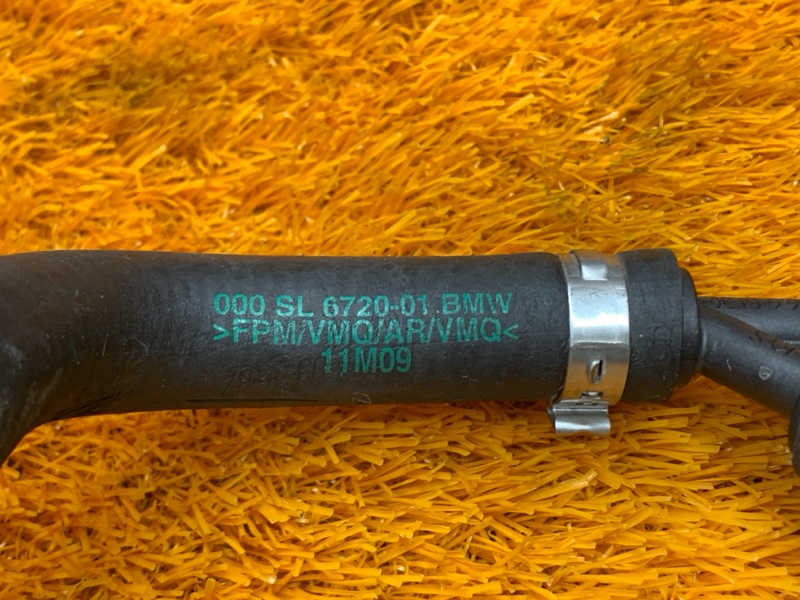 000 SL 6720-01 BMW
>FPM/VMQ/AR/VMQ<
11M09